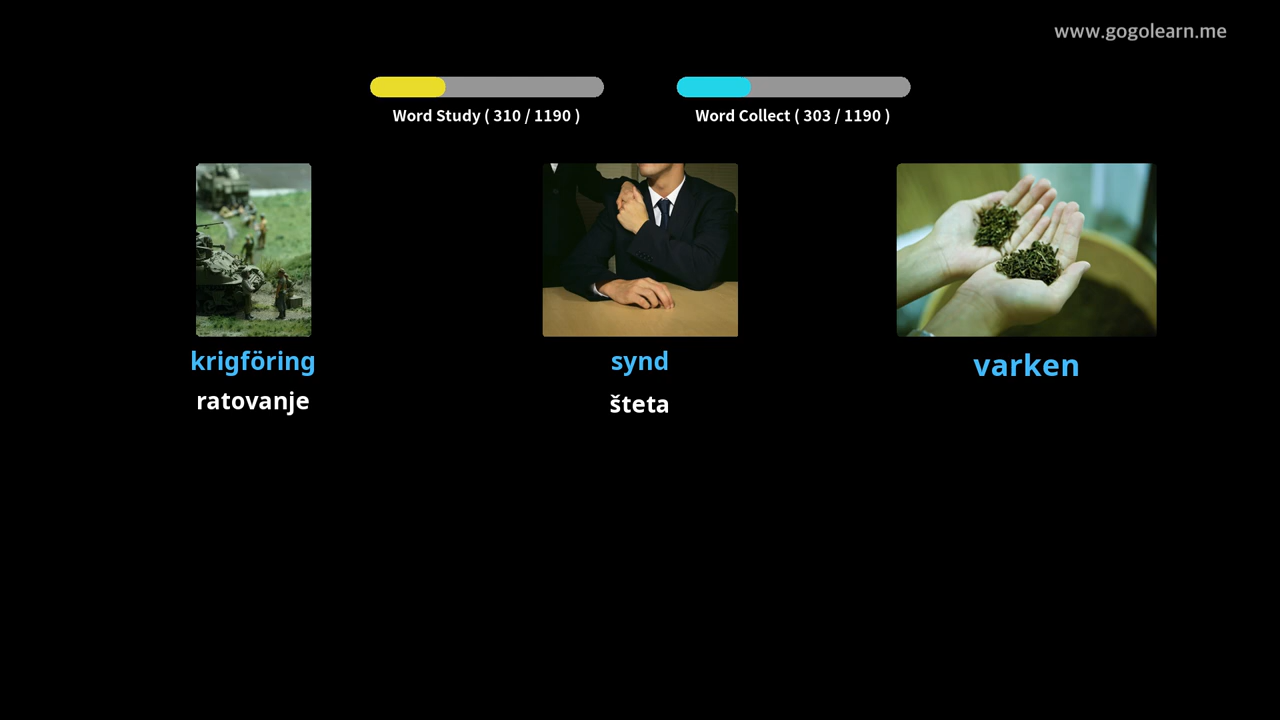 www.gogolearn.me
Word Study ( 310 / 1190 )
Word Collect ( 303 / 1190 )
krigföring
ratovanje
synd
šteta
varken